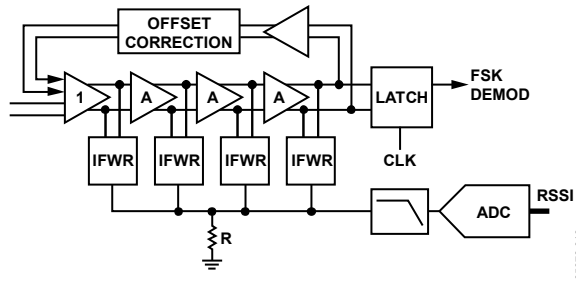 OFFSET
CORRECTION
1
A
A
A
LATCH
FSK
DEMOD
IFWR
IFWR
IFWR
IFWR
CLK
R
ADC
RSSI